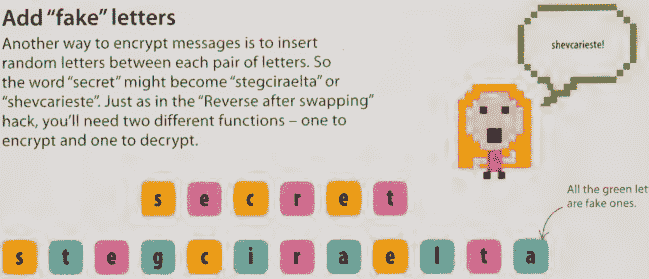 Add "fake" letters
Another way to encrypt messages is to insert
random letters between each pair of letters. So
the word "secret" might become "stegciraelta" or
"shevcarieste". Just as in the "Reverse after swapping"
hack, you'll need two different functions – one to
encrypt and one to decrypt.
shevcarieste!
s e c r e t
All the green let
are fake ones.
s t e g c i r a e l t a